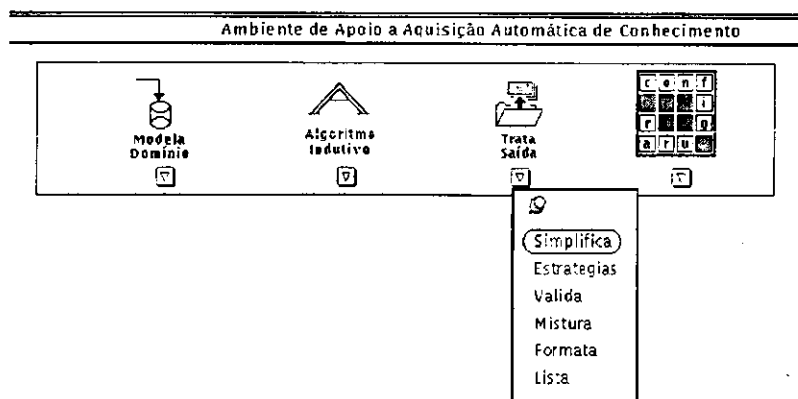 Ambiente de Apoio a Aquisição Automática de Conhecimento
Modela
Domínio
Algoritmo
Indutivo
Trata
Saída
c o n f
i
r g
a r u
Simplifica
Estrategias
Valida
Mistura
Formata
Lista